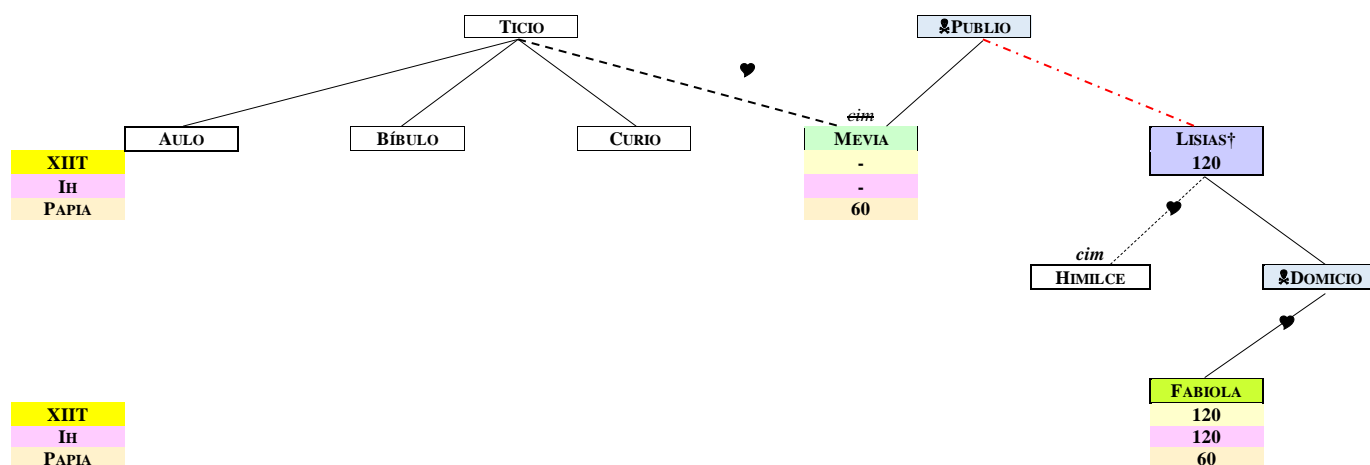 TICIO ☠PUBLIO
cim
AULO BÍBULO CURIO MEVIA LISIAS†
XIIT - 120
IH -
PAPIA 60
cim
HIMILCE ☠DOMICIO
FABIOLA
XIIT 120
IH 120
PAPIA 60